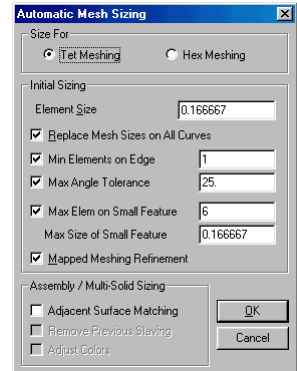 Automatic Mesh Sizing
Size For
Tet Meshing Hex Meshing
Initial Sizing
Element Size 0.166667
Replace Mesh Sizes on All Curves
Min Elements on Edge 1
Max Angle Tolerance 25.
Max Elem on Small Feature 6
Max Size of Small Feature 0.166667
Mapped Meshing Refinement
Assembly / Multi-Solid Sizing
Adjacent Surface Matching OK
Remove Previous Slaving
Cancel
Adjust Colors